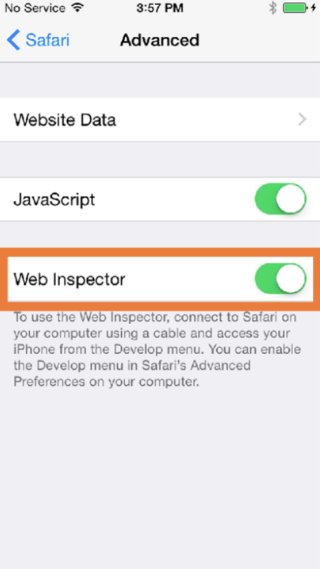 No Service 3:57 PM
Safari Advanced
Website Data
JavaScript
Web Inspector
To use the Web Inspector, connect to Safari on
your computer using a cable and access your
iPhone from the Develop menu. You can enable
the Develop menu in Safari's Advanced
Preferences on your computer.